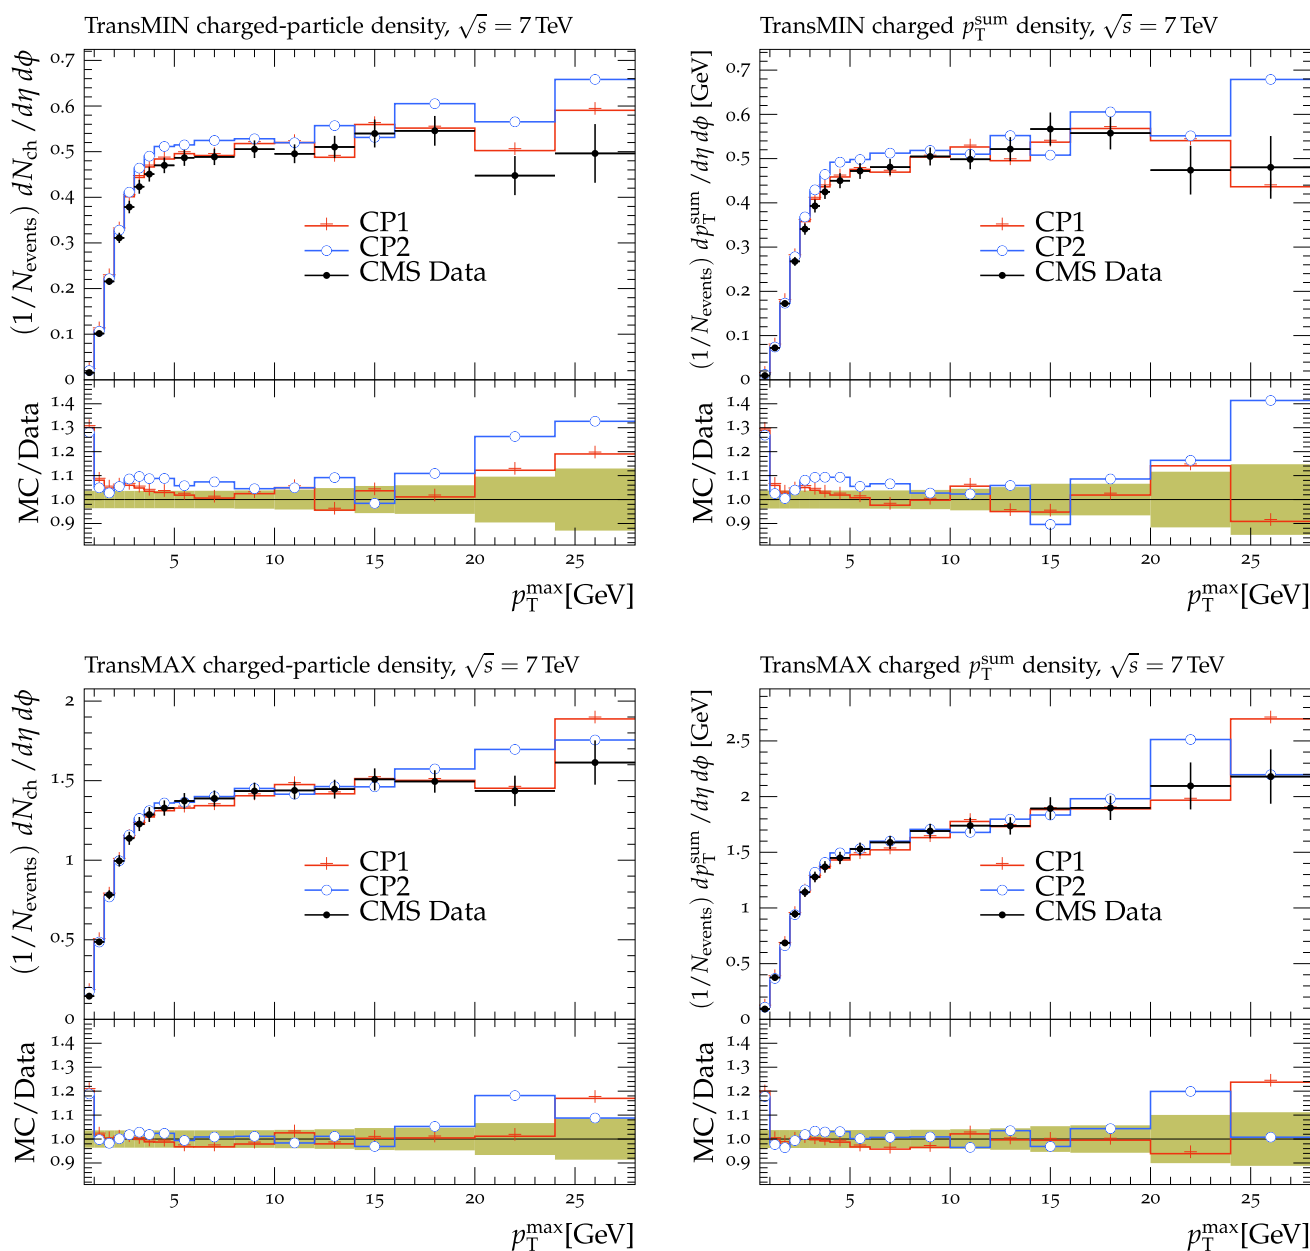 TransMIN charged-particle density, √s = 7 TeV
(1/N_events) dN_ch/dη dϕ
0.7
0.6
0.5
0.4
0.3
0.2
0.1
0
CP1
CP2
CMS Data
MC/Data
1.4
1.3
1.2
1.1
1.0
0.9
5 10 15 20 25
p_T^max [GeV]
TransMIN charged p_T^sum density, √s = 7 TeV
(1/N_events) dp_T^sum/dη dϕ [GeV]
0.7
0.6
0.5
0.4
0.3
0.2
0.1
0
CP1
CP2
CMS Data
MC/Data
1.4
1.3
1.2
1.1
1.0
0.9
5 10 15 20 25
p_T^max [GeV]
TransMAX charged-particle density, √s = 7 TeV
(1/N_events) dN_ch/dη dϕ
2
1.5
1
0.5
0
CP1
CP2
CMS Data
MC/Data
1.4
1.3
1.2
1.1
1.0
0.9
5 10 15 20 25
p_T^max [GeV]
TransMAX charged p_T^sum density, √s = 7 TeV
(1/N_events) dp_T^sum/dη dϕ [GeV]
2.5
2
1.5
1
0.5
0
CP1
CP2
CMS Data
MC/Data
1.4
1.3
1.2
1.1
1.0
0.9
5 10 15 20 25
p_T^max [GeV]